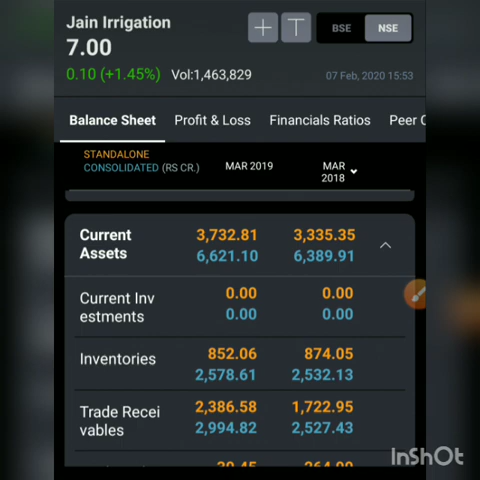 Jain Irrigation
7.00
0.10 (+1.45%) Vol:1,463,829
+ T BSE NSE
07 Feb, 2020 15:53
Balance Sheet Profit & Loss Financials Ratios Peer C
STANDALONE
CONSOLIDATED (RS CR.) MAR 2019 MAR 2018
Current Assets 3,732.81 3,335.35
6,621.10 6,389.91
Current Inv estments 0.00 0.00
0.00 0.00
Inventories 852.06 874.05
2,578.61 2,532.13
Trade Recei vables 2,386.58 1,722.95
2,994.82 2,527.43
InShOt